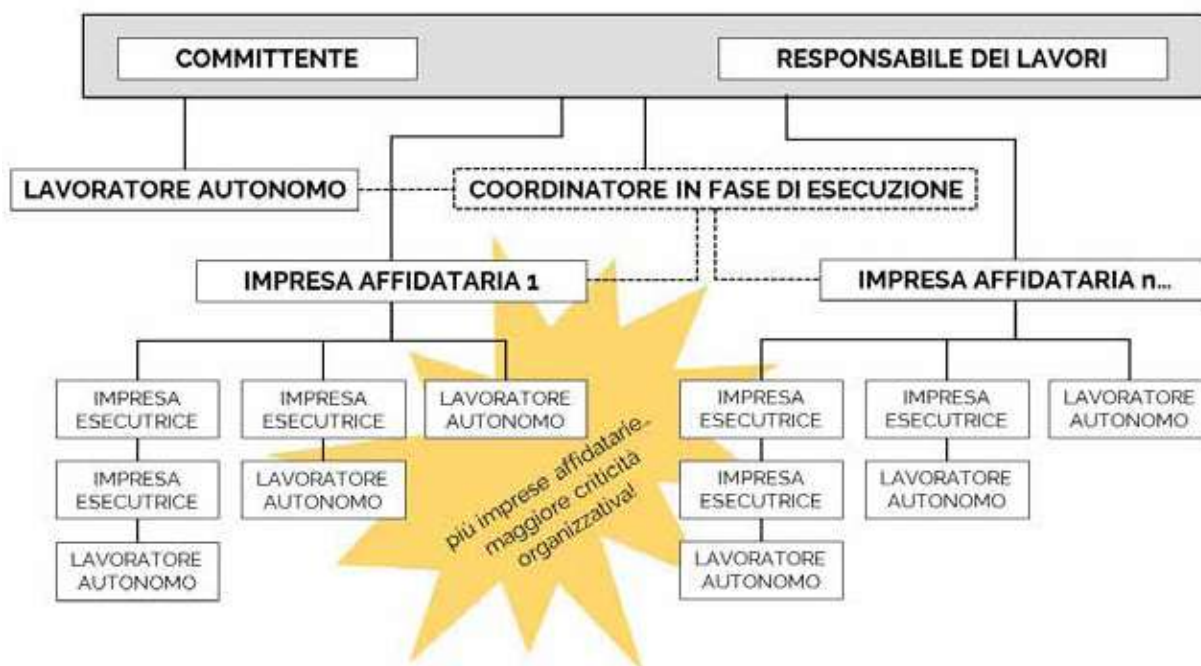 COMMITTENTE
RESPONSABILE DEI LAVORI
LAVORATORE AUTONOMO
COORDINATORE IN FASE DI ESECUZIONE
IMPRESA AFFIDATARIA 1
IMPRESA AFFIDATARIA n...
IMPRESA
ESECUTRICE
IMPRESA
ESECUTRICE
LAVORATORE
AUTONOMO
IMPRESA
ESECUTRICE
IMPRESA
ESECUTRICE
LAVORATORE
AUTONOMO
IMPRESA
ESECUTRICE
LAVORATORE
AUTONOMO
più imprese affidatarie...
maggiore criticità
organizzativa!
IMPRESA
ESECUTRICE
LAVORATORE
AUTONOMO
LAVORATORE
AUTONOMO
LAVORATORE
AUTONOMO